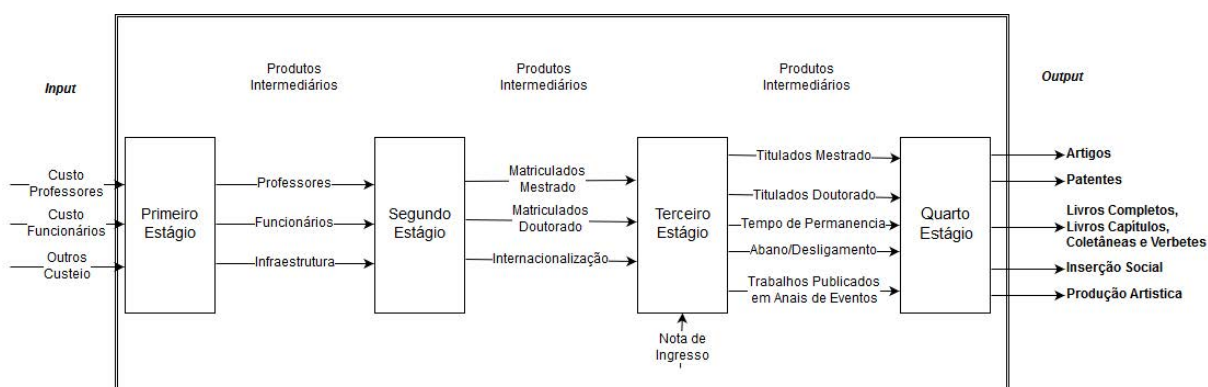 Input
Produtos
Intermediários
Produtos
Intermediários
Produtos
Intermediários
Output
Custo
Professores
Custo
Funcionários
Outros
Custeio
Primeiro
Estágio
Professores
Funcionários
Infraestrutura
Segundo
Estágio
Matriculados
Mestrado
Matriculados
Doutorado
Internacionalização
Terceiro
Estágio
Nota de
Ingresso
Titulados Mestrado
Titulados Doutorado
Tempo de Permanencia
Abano/Desligamento
Trabalhos Publicados
em Anais de Eventos
Quarto
Estágio
Artigos
Patentes
Livros Completos,
Livros Capítulos,
Coletâneas e Verbetes
Inserção Social
Produção Artistica